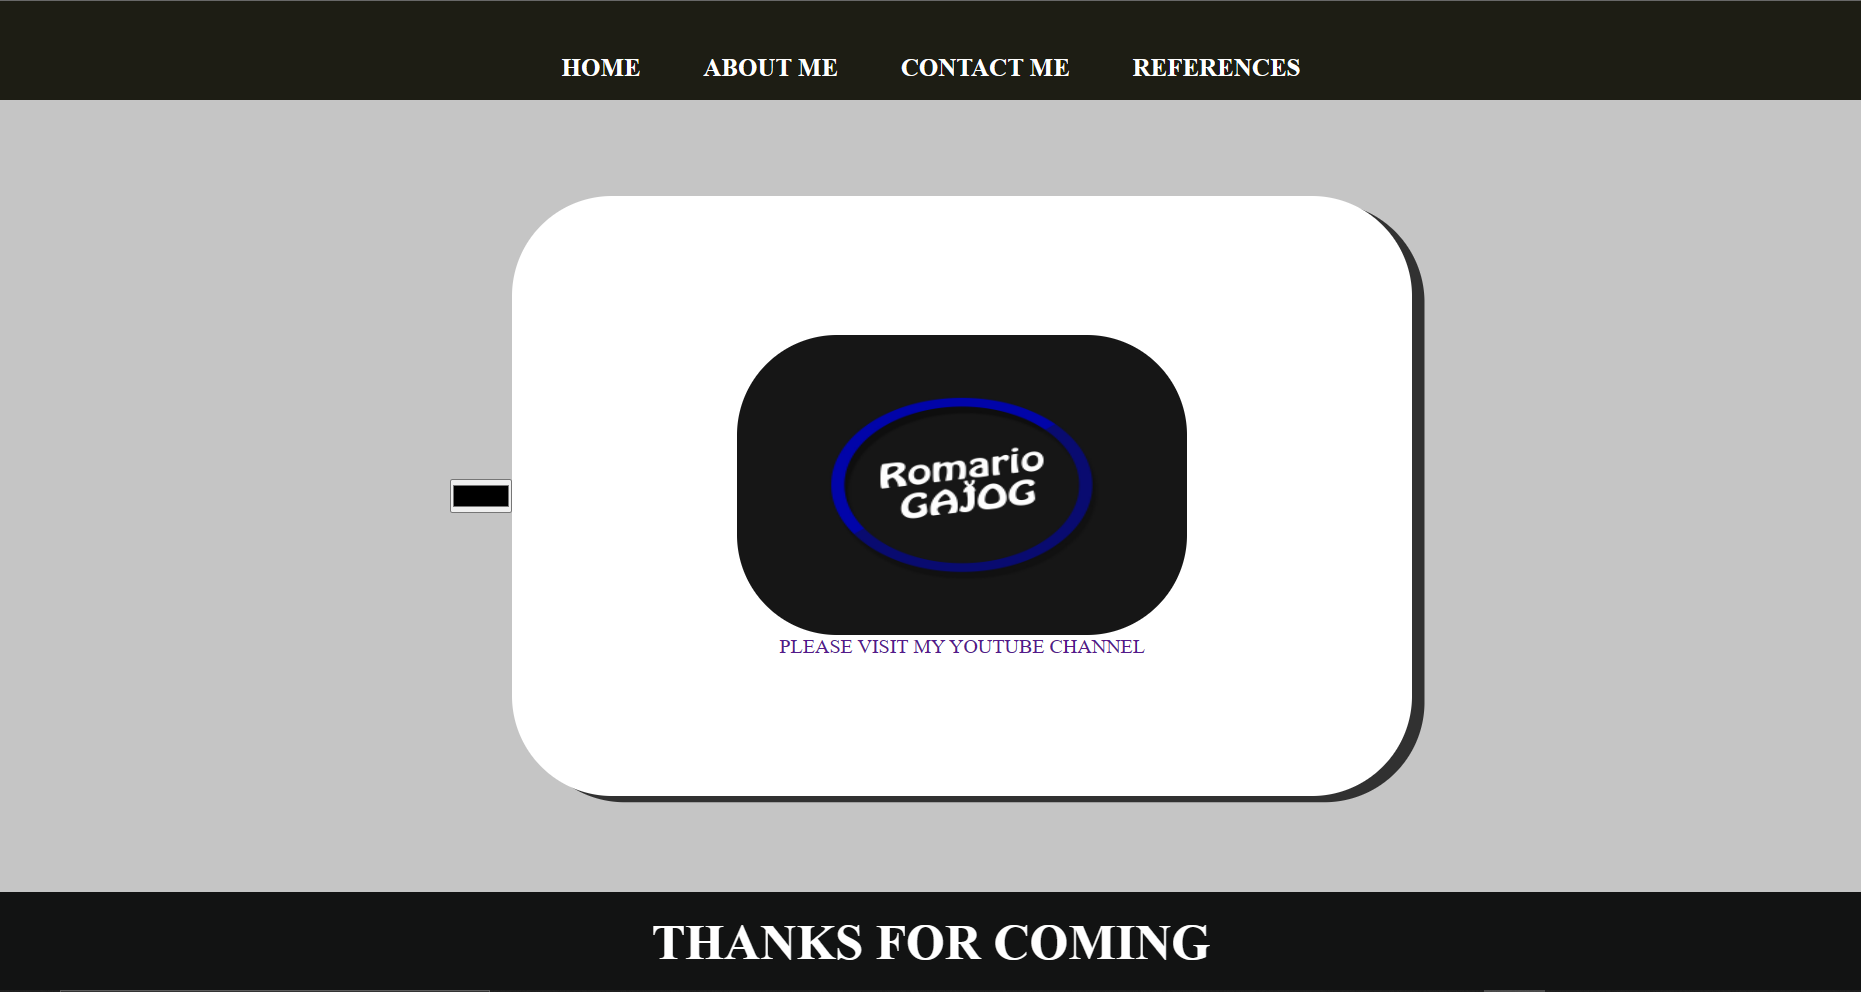 HOME ABOUT ME CONTACT ME REFERENCES
Romario
GAJOG
PLEASE VISIT MY YOUTUBE CHANNEL
THANKS FOR COMING